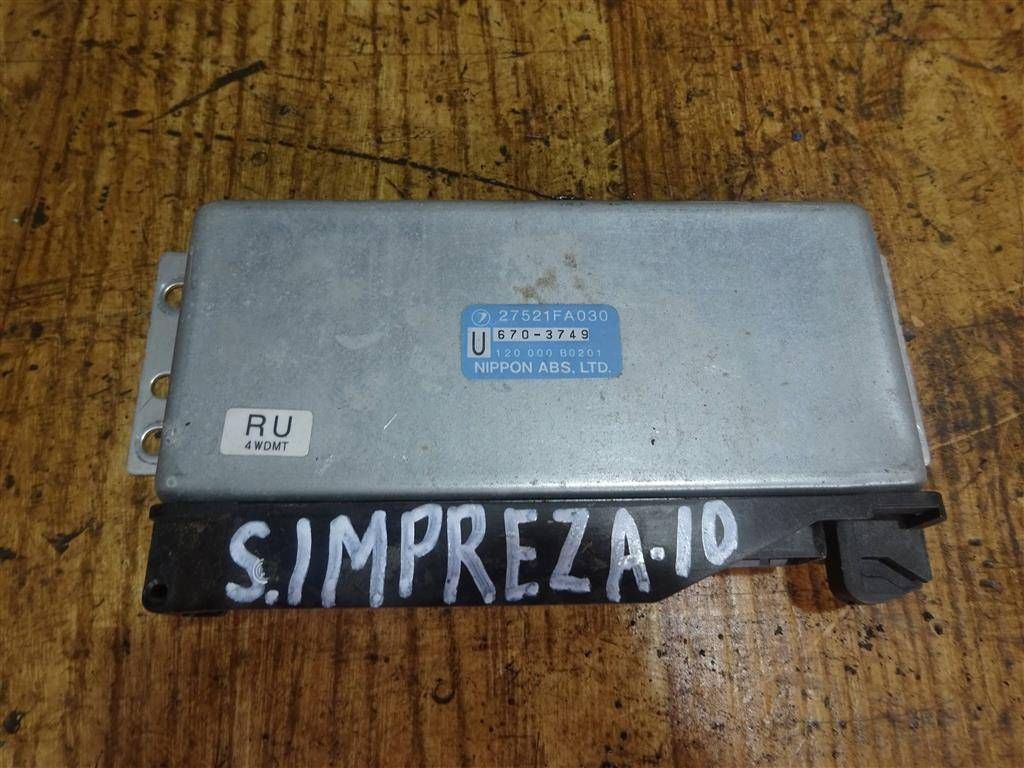 27521FA030
U 670-3749
120 000 B0201
NIPPON ABS, LTD.
RU
4WDMT
S.IMPREZA-10